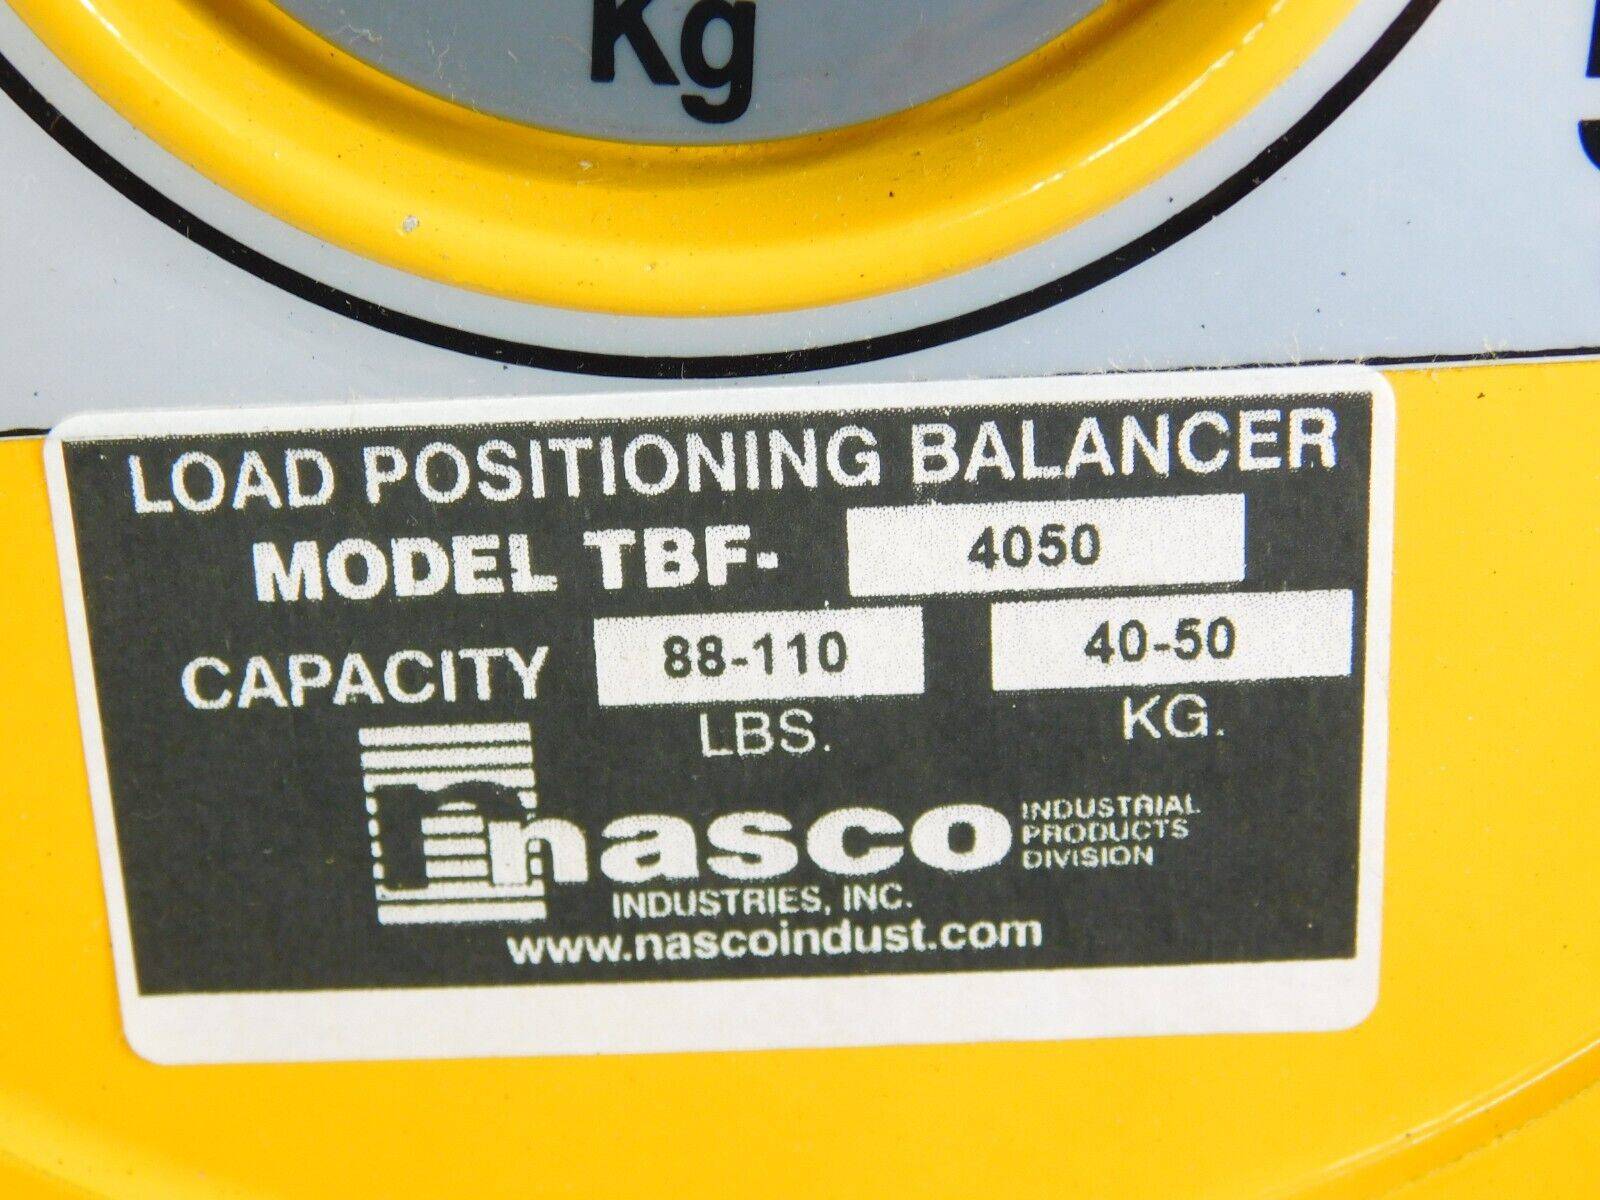 Kg
LOAD POSITIONING BALANCER
MODEL TBF- 4050
CAPACITY 88-110 40-50
LBS. KG.
nasco INDUSTRIAL
PRODUCTS
DIVISION
INDUSTRIES, INC.
www.nascoindust.com